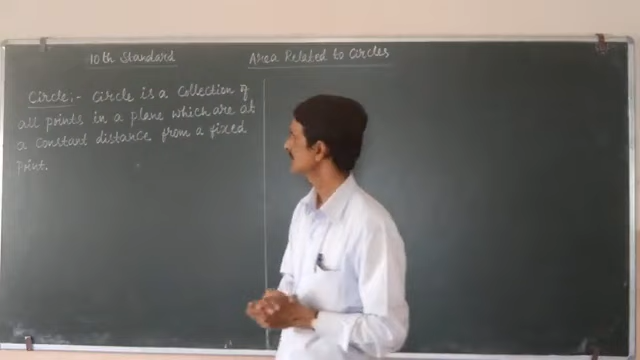 10th Standard
Area Related to Circles
Circle:- Circle is a Collection of
all points in a plane which are at
a constant distance from a fixed
point.